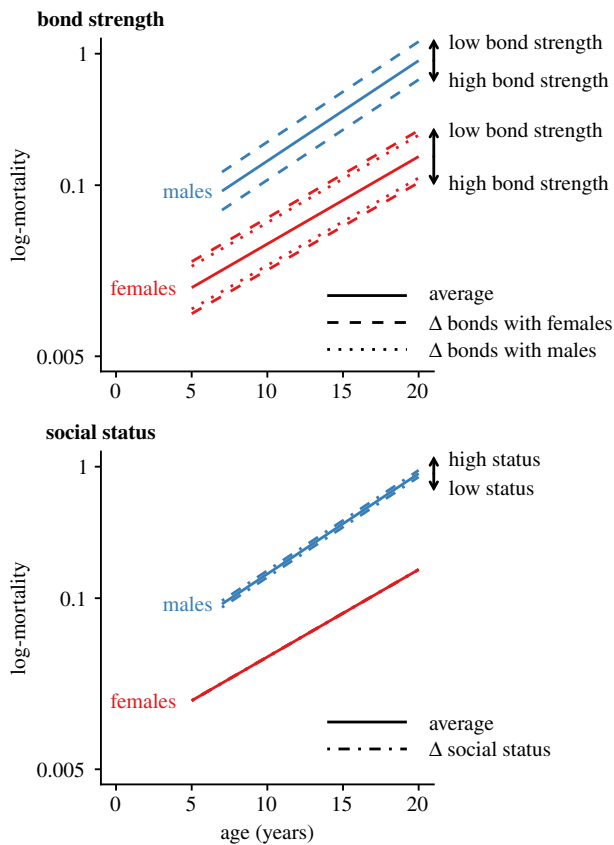 bond strength
1
0.1
0.005
log-mortality
males
females
low bond strength
high bond strength
low bond strength
high bond strength
average
Δ bonds with females
Δ bonds with males
0 5 10 15 20
social status
1
0.1
0.005
log-mortality
males
females
high status
low status
average
Δ social status
0 5 10 15 20
age (years)